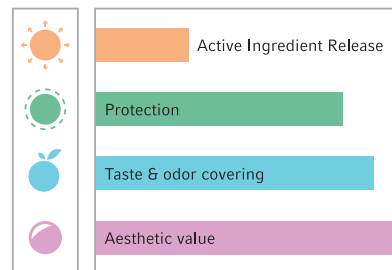 Active Ingredient Release
Protection
Taste & odor covering
Aesthetic value